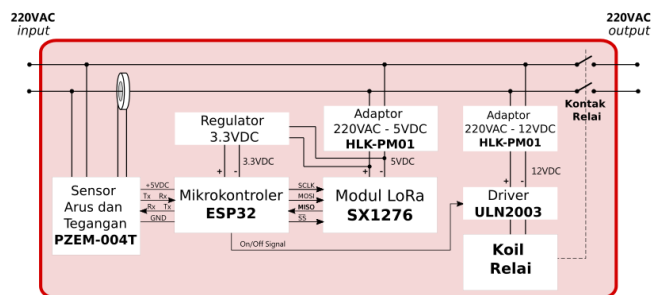 220VAC
input
220VAC
output
Kontak
Relai
Regulator
3.3VDC
Adaptor
220VAC - 5VDC
HLK-PM01
Adaptor
220VAC - 12VDC
HLK-PM01
+ -
3.3VDC
+ -
5VDC
+ -
12VDC
Sensor
Arus dan
Tegangan
PZEM-004T
+5VDC
Tx Rx
Rx Tx
GND
Mikrokontroler
ESP32
SCLK
MOSI
MISO
SS
Modul LoRa
SX1276
Driver
ULN2003
On/Off Signal
Koil
Relai